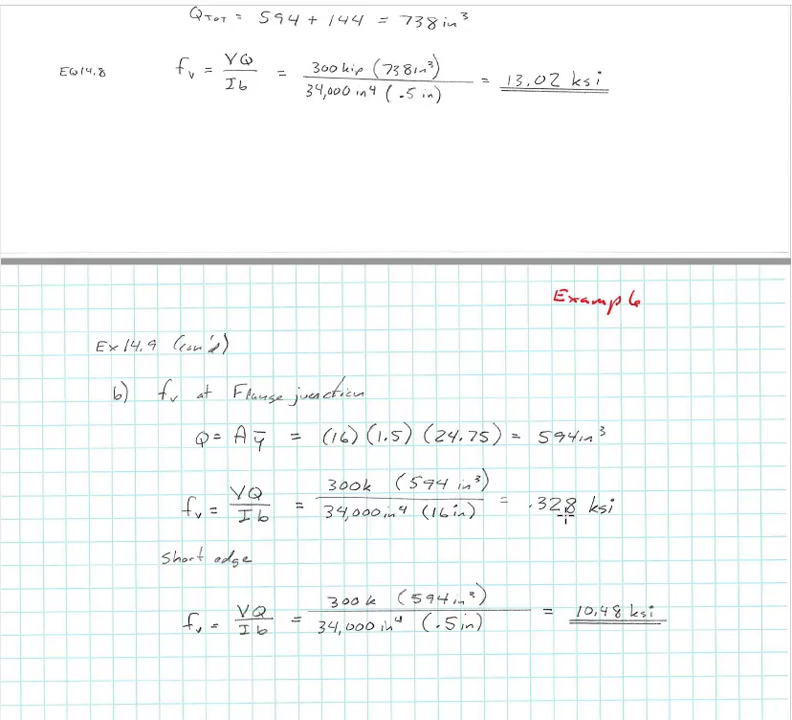 Q_TOT = 594 + 144 = 738 in³
EQ14.8 f_v = VQ / Ib = 300 kip (738 in³) / 34,000 in⁴ (.5 in) = 13.02 ksi
Example
Ex 14.9 (con'd)
b) f_v at Flange junction
Q = A ȳ = (16) (1.5) (24.75) = 594 in³
f_v = VQ / Ib = 300k (594 in³) / 34,000 in⁴ (16 in) = .328 ksi
Short edge
f_v = VQ / Ib = 300k (594 in³) / 34,000 in⁴ (.5 in) = 10.48 ksi